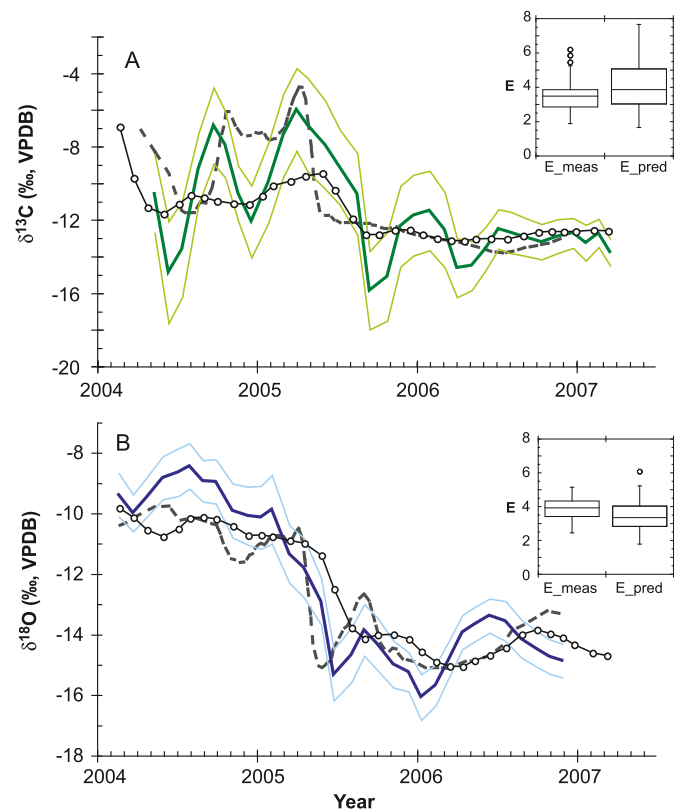 A
δ13C (‰, VPDB)
-4
-8
-12
-16
-20
2004
2005
2006
2007
E
8
6
4
2
0
E_meas
E_pred
B
δ18O (‰, VPDB)
-8
-10
-12
-14
-16
-18
2004
2005
2006
2007
Year
E
8
6
4
2
0
E_meas
E_pred